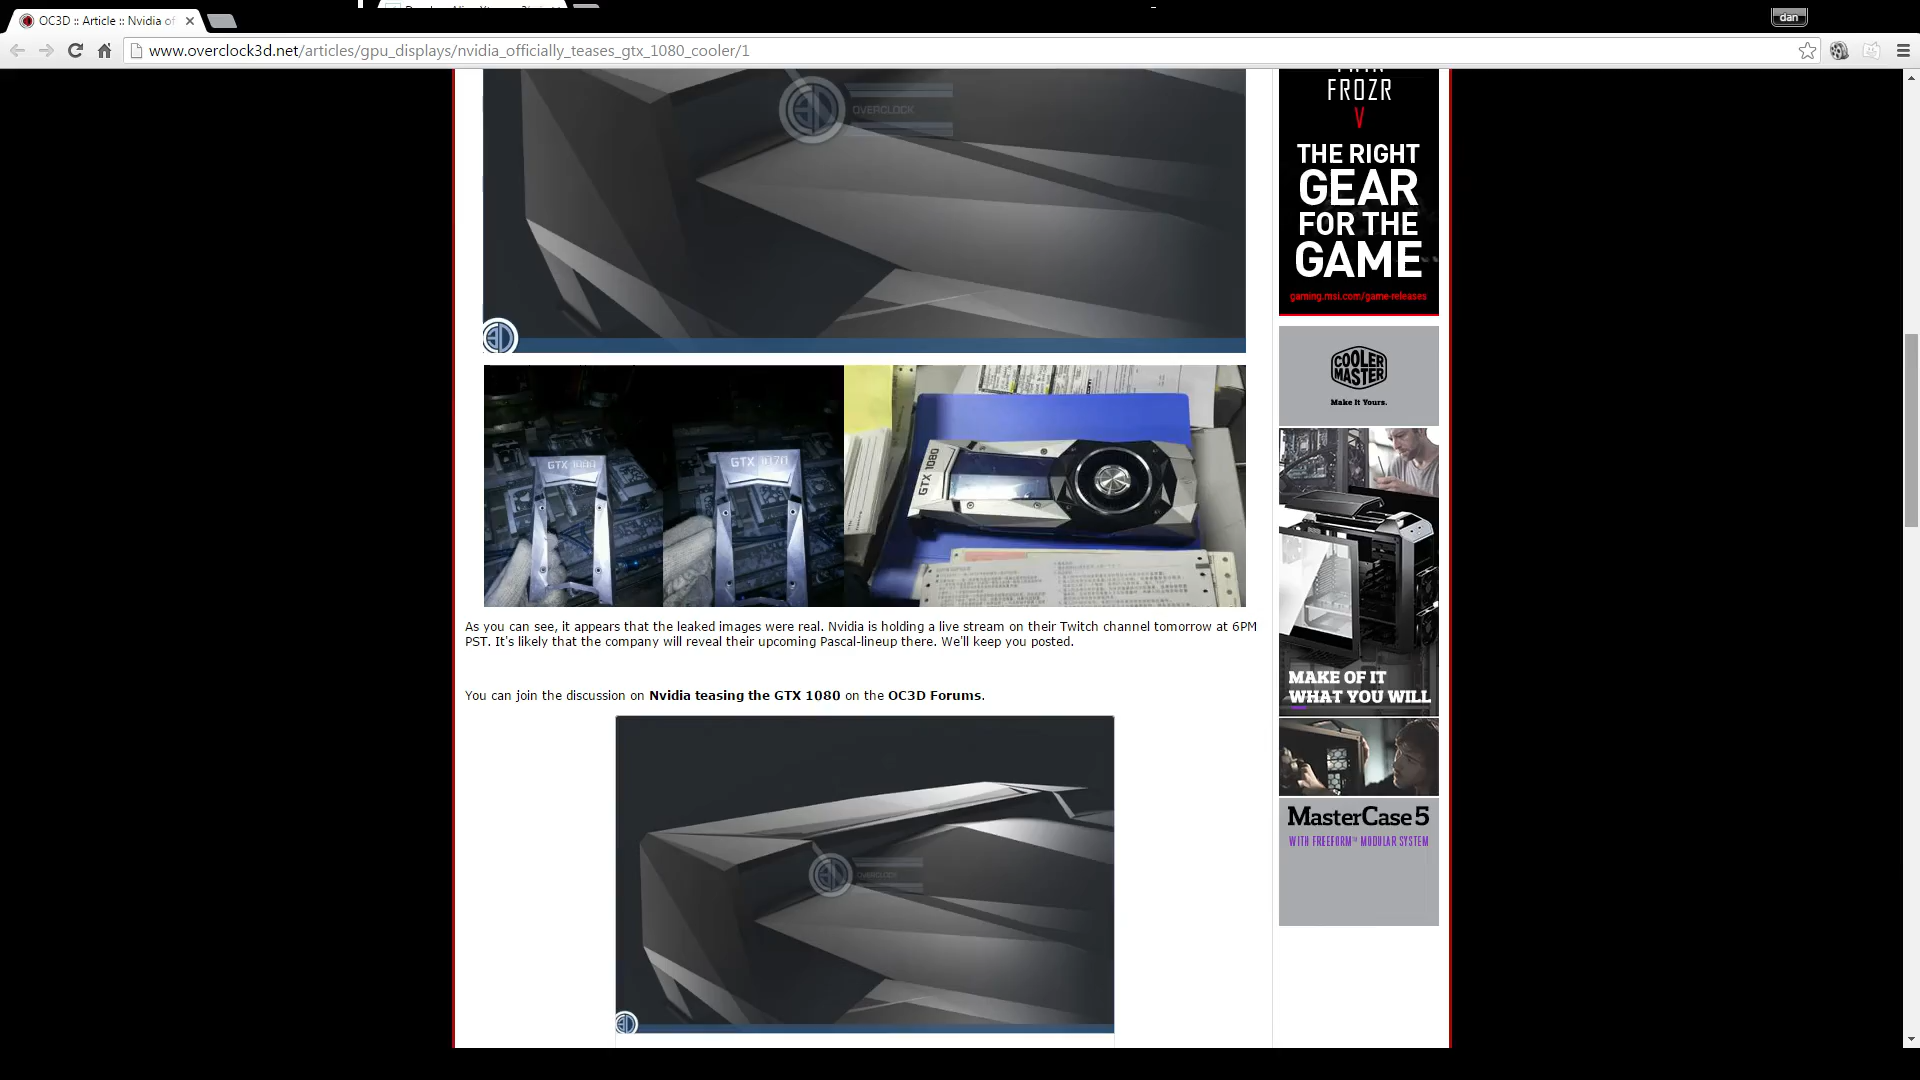 OC3D :: Article :: Nvidia of
dan
www.overclock3d.net/articles/gpu_displays/nvidia_officially_teases_gtx_1080_cooler/1
OVERCLOCK
FROZR
V
THE RIGHT
GEAR
FOR THE
GAME
gaming.msi.com/game-releases
COOLER
MASTER
Make It Yours.
GTX 1080
GTX 1070
GTX 1080
As you can see, it appears that the leaked images were real. Nvidia is holding a live stream on their Twitch channel tomorrow at 6PM
PST. It's likely that the company will reveal their upcoming Pascal-lineup there. We'll keep you posted.
You can join the discussion on Nvidia teasing the GTX 1080 on the OC3D Forums.
MAKE OF IT
WHAT YOU WILL
OVERCLOCK
MasterCase 5
WITH FREEFORM™ MODULAR SYSTEM